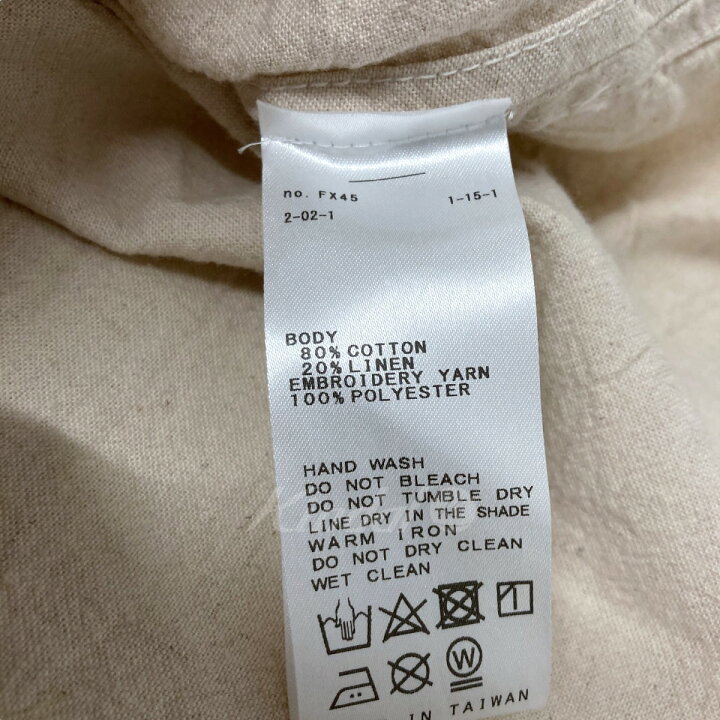 no. FX45 1-15-1
2-02-1
BODY
80% COTTON
20% LINEN
EMBROIDERY YARN
100% POLYESTER
HAND WASH
DO NOT BLEACH
DO NOT TUMBLE DRY
LINE DRY IN THE SHADE
WARM IRON
DO NOT DRY CLEAN
WET CLEAN
W
IN TAIWAN